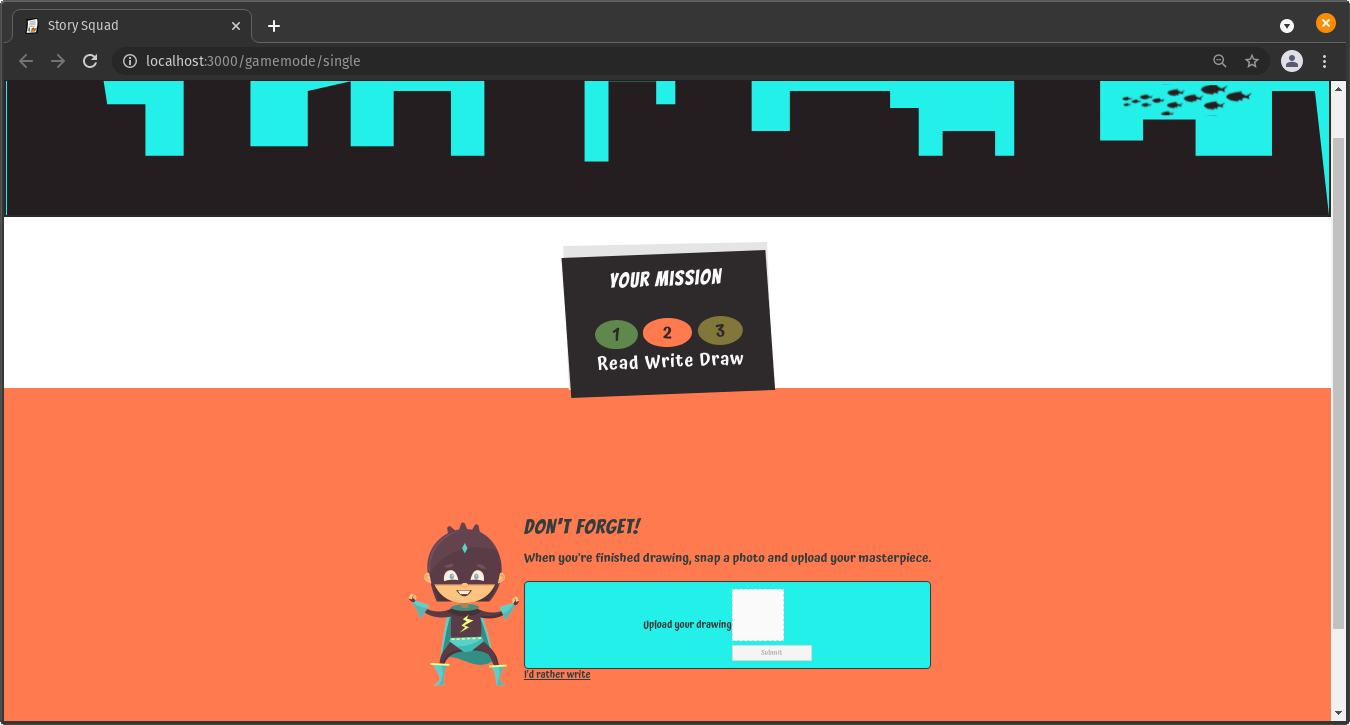 Story Squad
localhost:3000/gamemode/single
YOUR MISSION
1 2 3
Read Write Draw
DON'T FORGET!
When you're finished drawing, snap a photo and upload your masterpiece.
Upload your drawing
Submit
I'd rather write